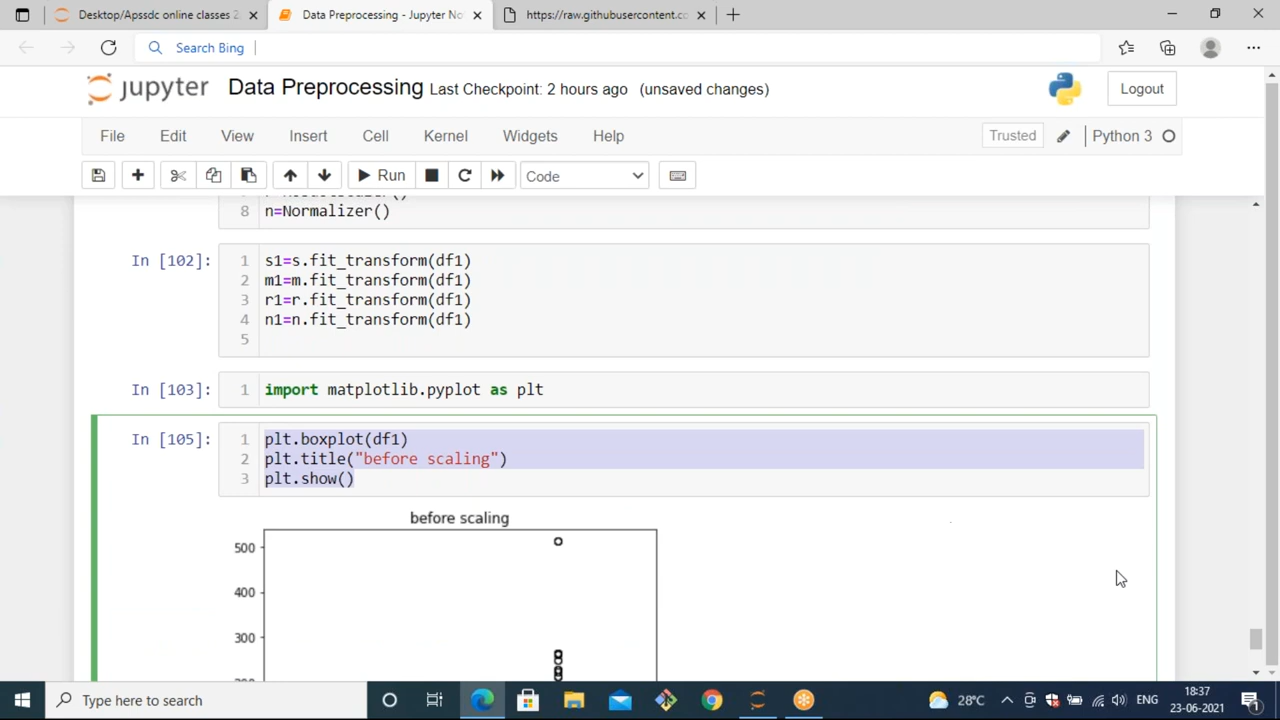 Desktop/Apssdc online classes 2
Data Preprocessing - Jupyter No
https://raw.githubusercontent.co
Search Bing
jupyter Data Preprocessing Last Checkpoint: 2 hours ago (unsaved changes)
Logout
File Edit View Insert Cell Kernel Widgets Help
Trusted
Python 3
Run
Code
8 n=Normalizer()
In [102]:
1 s1=s.fit_transform(df1)
2 m1=m.fit_transform(df1)
3 r1=r.fit_transform(df1)
4 n1=n.fit_transform(df1)
5
In [103]: 1 import matplotlib.pyplot as plt
In [105]:
1 plt.boxplot(df1)
2 plt.title("before scaling")
3 plt.show()
before scaling
500
400
300
Type here to search
28°C
ENG
18:37
23-06-2021
1